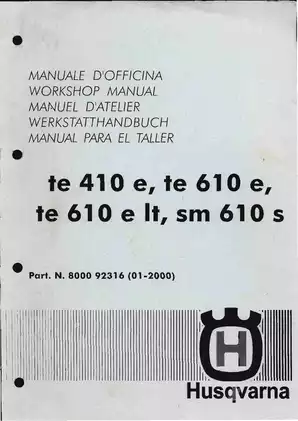 MANUALE D'OFFICINA
WORKSHOP MANUAL
MANUEL D'ATELIER
WERKSTATTHANDBUCH
MANUAL PARA EL TALLER
te 410 e, te 610 e,
te 610 e lt, sm 610 s
Part. N. 8000 92316 (01-2000)
H
Husqvarna